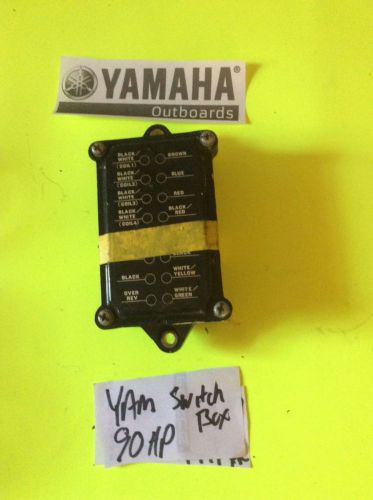 YAMAHA®
Outboards
BLACK/ WHITE (COIL1) BROWN
BLACK/ WHITE (COIL2) BLUE
BLACK/ WHITE (COIL3) RED
BLACK/ WHITE (COIL4) BLACK/ RED
BLACK WHITE/ YELLOW
OVER REV WHITE/ GREEN
YAM Switch Box
90 HP